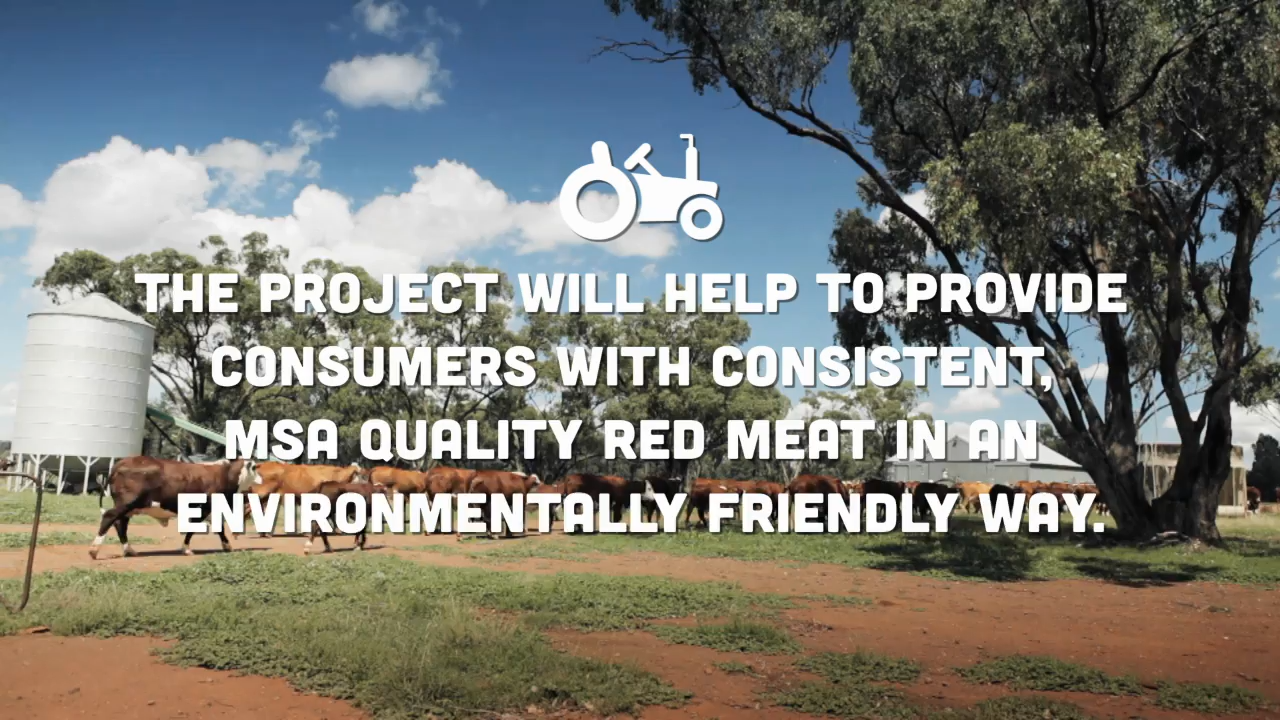 THE PROJECT WILL HELP TO PROVIDE
CONSUMERS WITH CONSISTENT,
MSA QUALITY RED MEAT IN AN
ENVIRONMENTALLY FRIENDLY WAY.